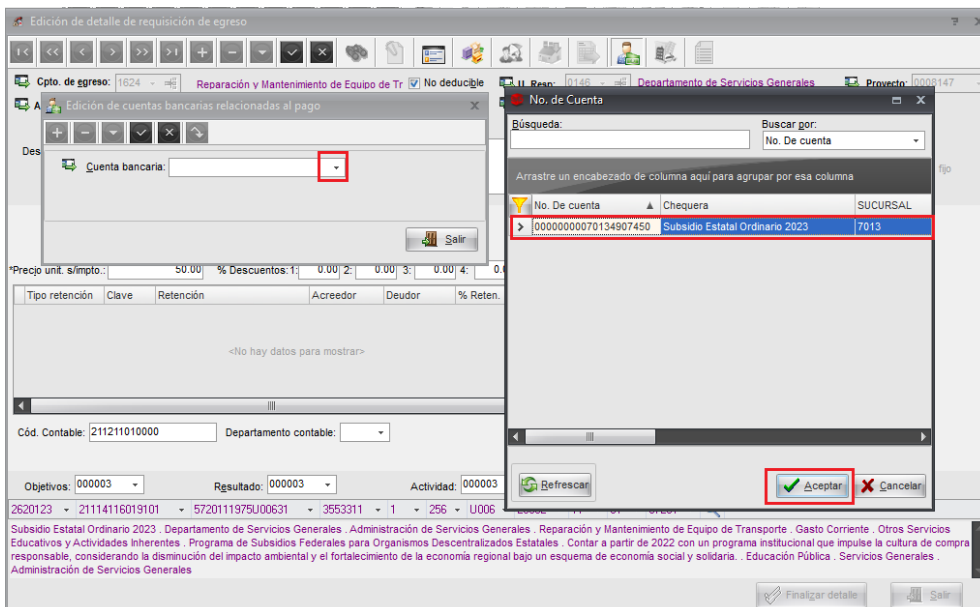 Edición de detalle de requisición de egreso
Cpto. de egreso: 1624 Reparación y Mantenimiento de Equipo de Tr No deducible U. Resp: 0146 Departamento de Servicios Generales Proyecto: 0008147
A
Edición de cuentas bancarias relacionadas al pago
Des
Cuenta bancaria:
Salir
No. de Cuenta
Búsqueda: Buscar por:
No. De cuenta
Arrastre un encabezado de columna aquí para agrupar por esa columna
No. De cuenta Chequera SUCURSAL
00000000070134907450 Subsidio Estatal Ordinario 2023 7013
Refrescar Aceptar Cancelar
fijo
*Precio unit. s/impto.: 50.00 % Descuentos: 1: 0.00 2: 0.00 3: 0.00 4: 0.0
Tipo retención Clave Retención Acreedor Deudor % Reten.
<No hay datos para mostrar>
Cód. Contable: 211211010000 Departamento contable:
Objetivos: 000003 Resultado: 000003 Actividad: 000003
2620123 21114116019101 5720111975U00631 3553311 1 256 U006
Subsidio Estatal Ordinario 2023 . Departamento de Servicios Generales . Administración de Servicios Generales . Reparación y Mantenimiento de Equipo de Transporte . Gasto Corriente . Otros Servicios
Educativos y Actividades Inherentes . Programa de Subsidios Federales para Organismos Descentralizados Estatales . Contar a partir de 2022 con un programa institucional que impulse la cultura de compra
responsable, considerando la disminución del impacto ambiental y el fortalecimiento de la economía regional bajo un esquema de economía social y solidaria. . Educación Pública . Servicios Generales .
Administración de Servicios Generales
Finalizar detalle Salir